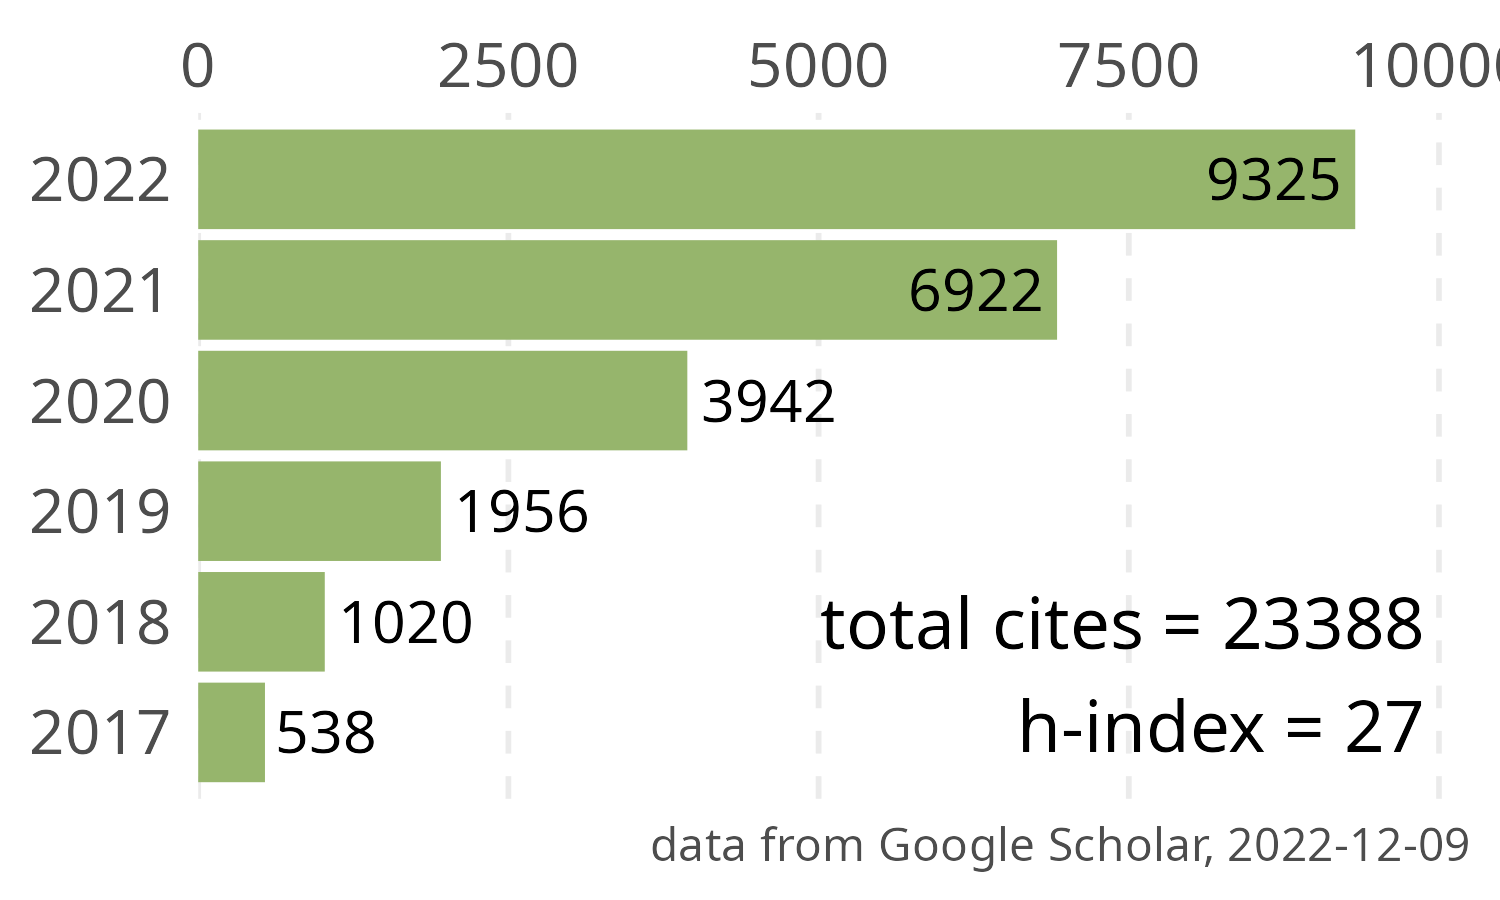 0 2500 5000 7500 1000
2022 9325
2021 6922
2020 3942
2019 1956
2018 1020
total cites = 23388
2017 538
h-index = 27
data from Google Scholar, 2022-12-09